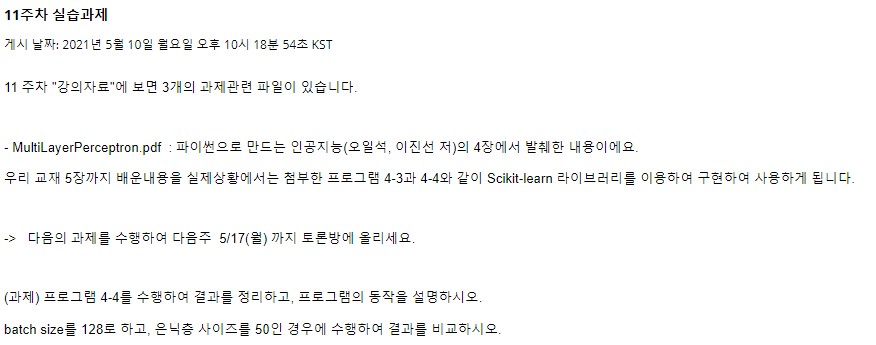 11주차 실습과제
게시 날짜: 2021년 5월 10일 월요일 오후 10시 18분 54초 KST
11 주차 "강의자료"에 보면 3개의 과제관련 파일이 있습니다.
- MultiLayerPerceptron.pdf : 파이썬으로 만드는 인공지능(오일석, 이진선 저)의 4장에서 발췌한 내용이에요.
우리 교재 5장까지 배운내용을 실제상황에서는 첨부한 프로그램 4-3과 4-4와 같이 Scikit-learn 라이브러리를 이용하여 구현하여 사용하게 됩니다.
-> 다음의 과제를 수행하여 다음주 5/17(월) 까지 토론방에 올리세요.
(과제) 프로그램 4-4를 수행하여 결과를 정리하고, 프로그램의 동작을 설명하시오.
batch size를 128로 하고, 은닉층 사이즈를 50인 경우에 수행하여 결과를 비교하시오.